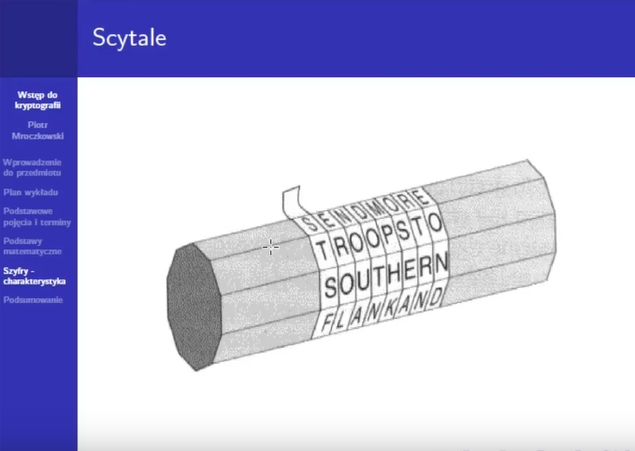 Scytale
Wstęp do
kryptografii
Piotr
Mroczkowski
Wprowadzenie
do przedmiotu
Plan wykładu
Podstawowe
pojęcia i terminy
Podstawy
matematyczne
Szyfry -
charakterystyka
Podsumowanie
SENDMORE
TROOPSTO
SOUTHERN
FLANKAND